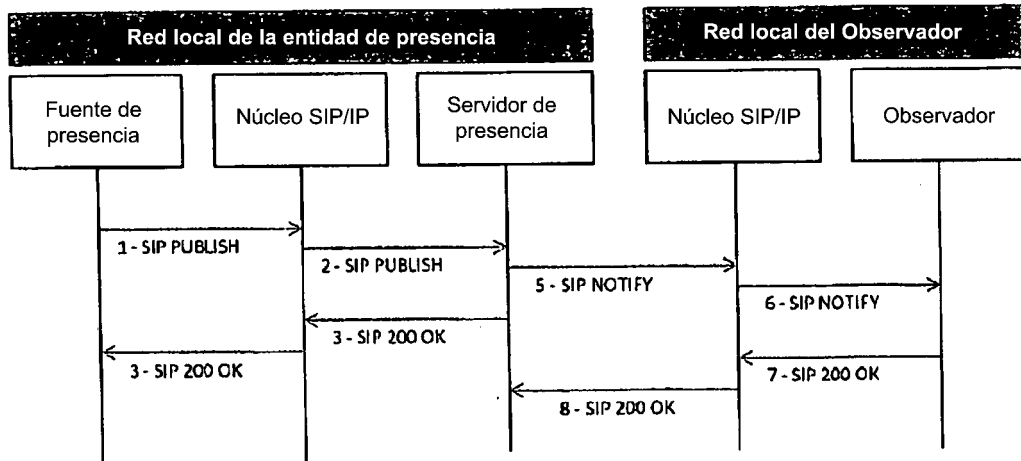 Red local de la entidad de presencia
Red local del Observador
Fuente de
presencia
Núcleo SIP/IP
Servidor de
presencia
Núcleo SIP/IP
Observador
1 - SIP PUBLISH
2 - SIP PUBLISH
5 - SIP NOTIFY
6 - SIP NOTIFY
3 - SIP 200 OK
3 - SIP 200 OK
7 - SIP 200 OK
8 - SIP 200 OK